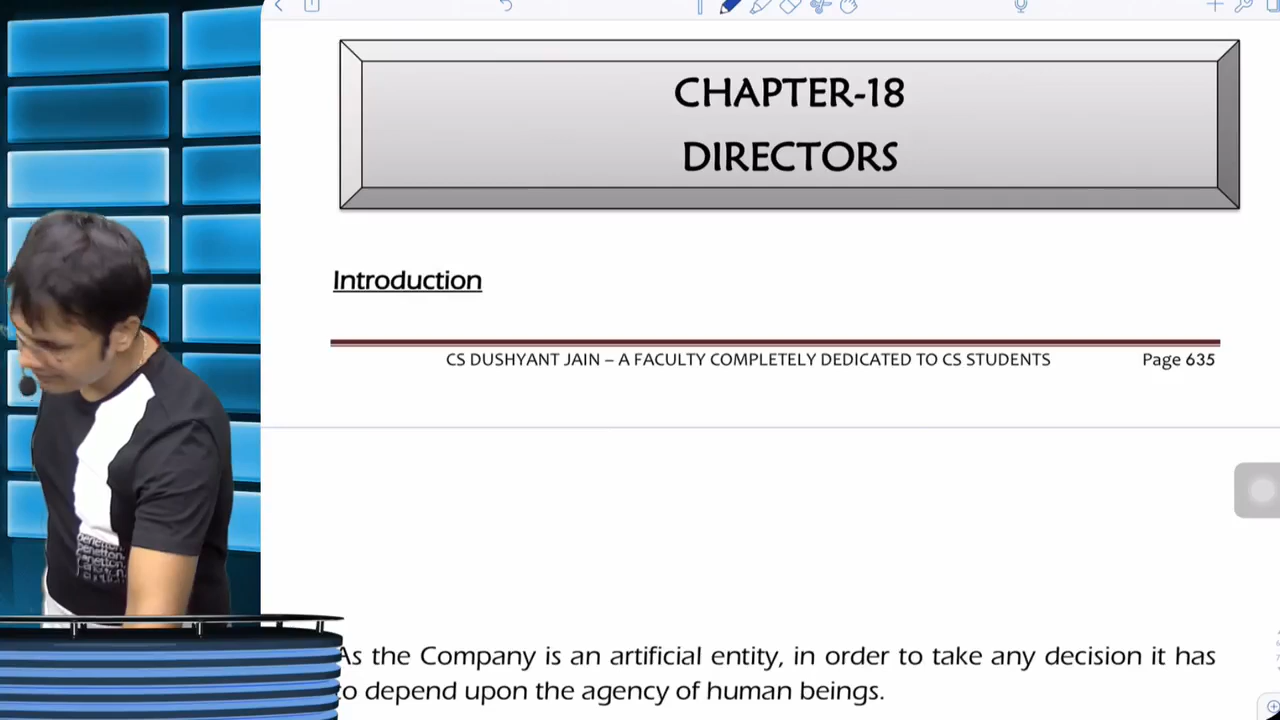 CHAPTER-18
DIRECTORS
Introduction
CS DUSHYANT JAIN – A FACULTY COMPLETELY DEDICATED TO CS STUDENTS Page 635
As the Company is an artificial entity, in order to take any decision it has
to depend upon the agency of human beings.